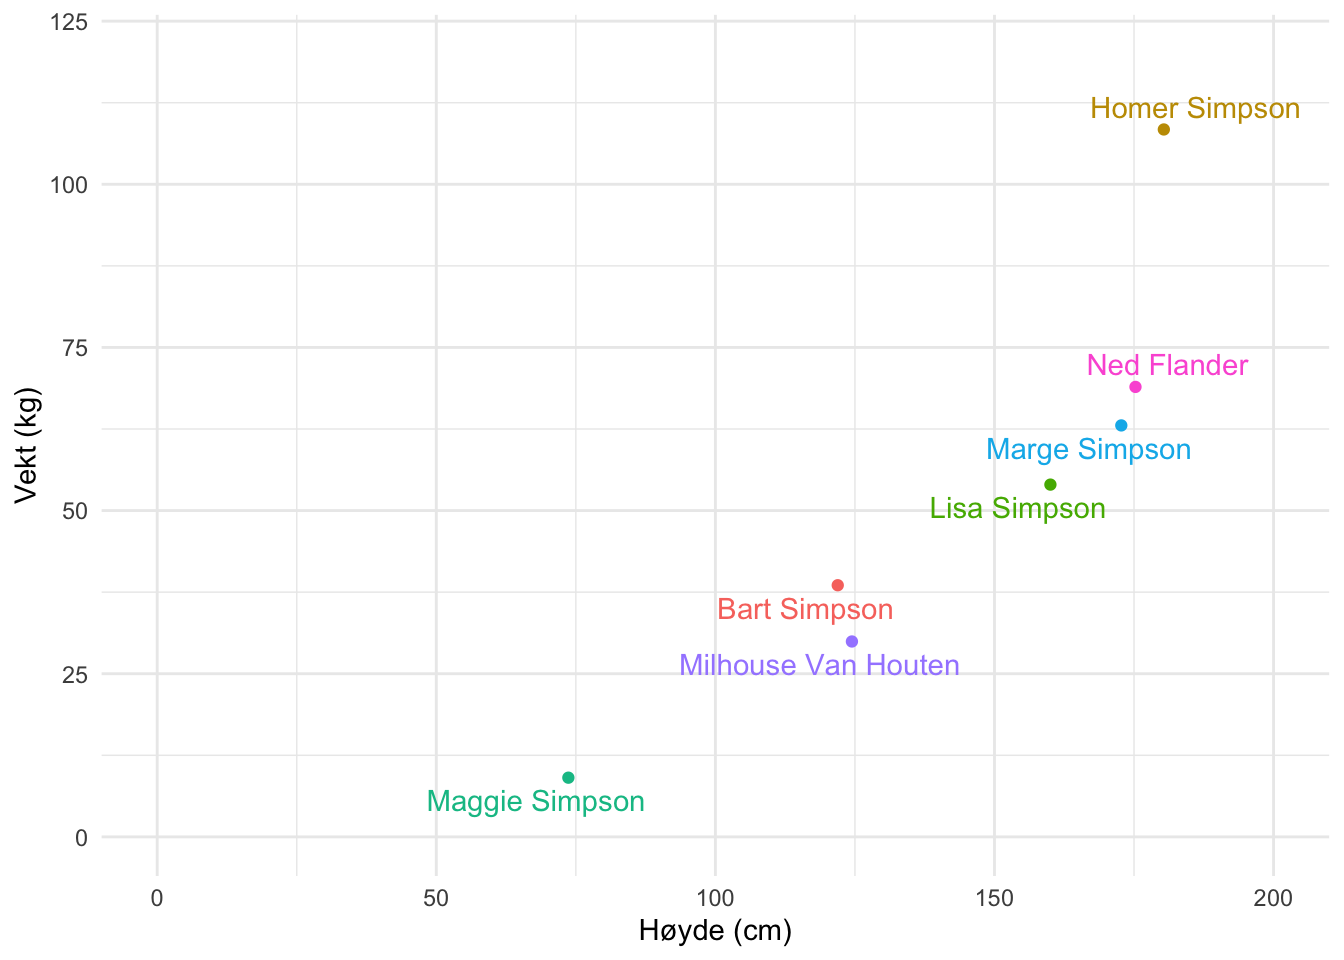 125
Homer Simpson
100
75
Ned Flander
Marge Simpson
Vekt (kg)
50
Lisa Simpson
Bart Simpson
Milhouse Van Houten
25
Maggie Simpson
0
0 50 100 150 200
Høyde (cm)